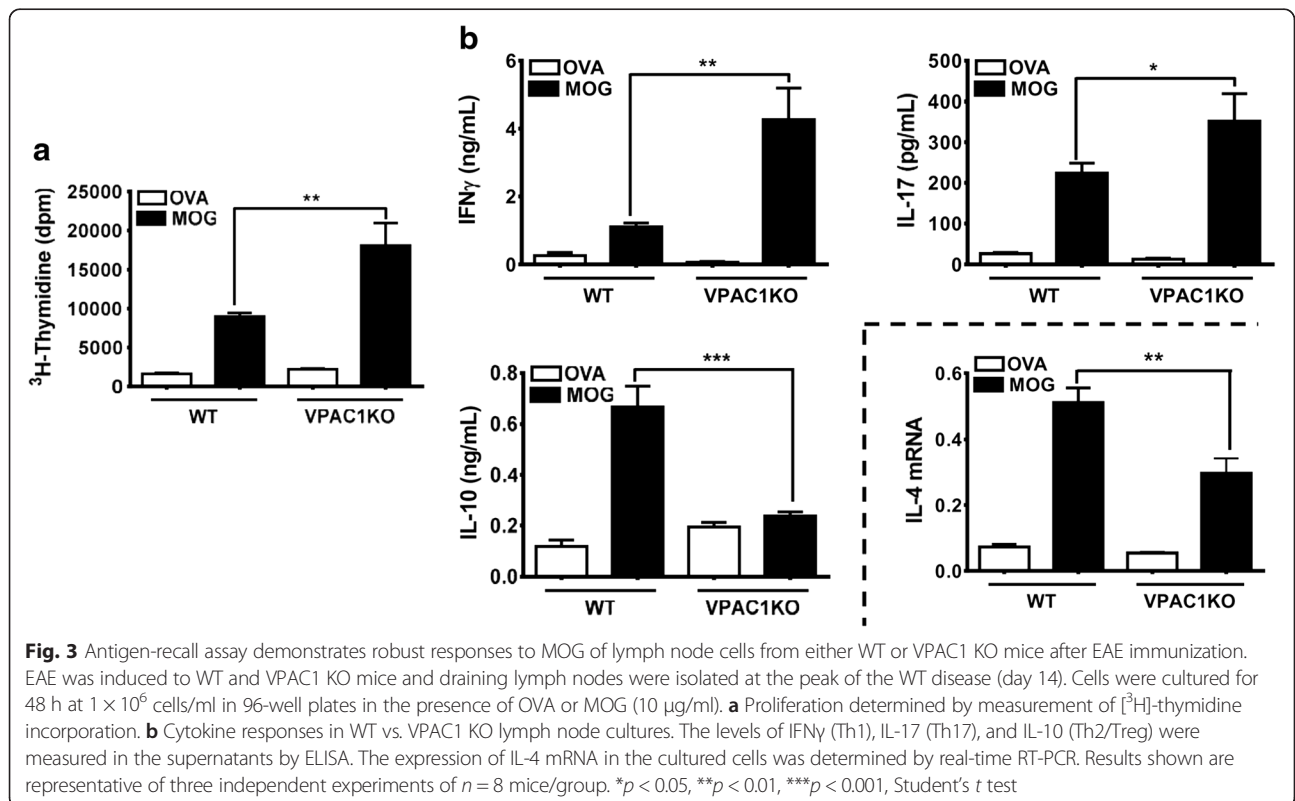 a
³H-Thymidine (dpm)
25000
20000
15000
10000
5000
0
OVA
MOG
**
WT
VPAC1KO
b
IFNγ (ng/mL)
6
4
2
0
OVA
MOG
**
WT
VPAC1KO
IL-17 (pg/mL)
500
400
300
200
100
0
OVA
MOG
*
WT
VPAC1KO
IL-10 (ng/mL)
0.8
0.6
0.4
0.2
0.0
OVA
MOG
***
WT
VPAC1KO
IL-4 mRNA
0.6
0.4
0.2
0.0
OVA
MOG
**
WT
VPAC1KO
Fig. 3 Antigen-recall assay demonstrates robust responses to MOG of lymph node cells from either WT or VPAC1 KO mice after EAE immunization.
EAE was induced to WT and VPAC1 KO mice and draining lymph nodes were isolated at the peak of the WT disease (day 14). Cells were cultured for
48 h at 1 × 10⁶ cells/ml in 96-well plates in the presence of OVA or MOG (10 μg/ml). a Proliferation determined by measurement of [³H]-thymidine
incorporation. b Cytokine responses in WT vs. VPAC1 KO lymph node cultures. The levels of IFNγ (Th1), IL-17 (Th17), and IL-10 (Th2/Treg) were
measured in the supernatants by ELISA. The expression of IL-4 mRNA in the cultured cells was determined by real-time RT-PCR. Results shown are
representative of three independent experiments of n = 8 mice/group. *p < 0.05, **p < 0.01, ***p < 0.001, Student's t test